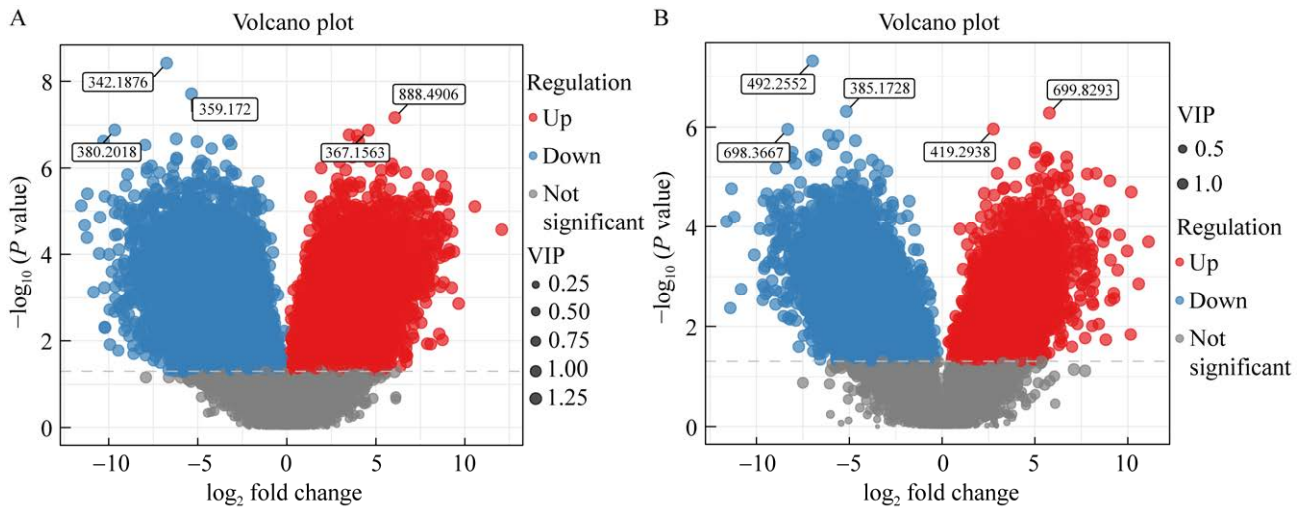 A
Volcano plot
8
6
4
2
0
−log₁₀ (P value)
−10
−5
0
5
10
log₂ fold change
342.1876
359.172
888.4906
380.2018
367.1563
Regulation
Up
Down
Not
significant
VIP
0.25
0.50
0.75
1.00
1.25
B
Volcano plot
6
4
2
0
−log₁₀ (P value)
−10
−5
0
5
10
log₂ fold change
492.2552
385.1728
699.8293
698.3667
419.2938
VIP
0.5
1.0
Regulation
Up
Down
Not
significant